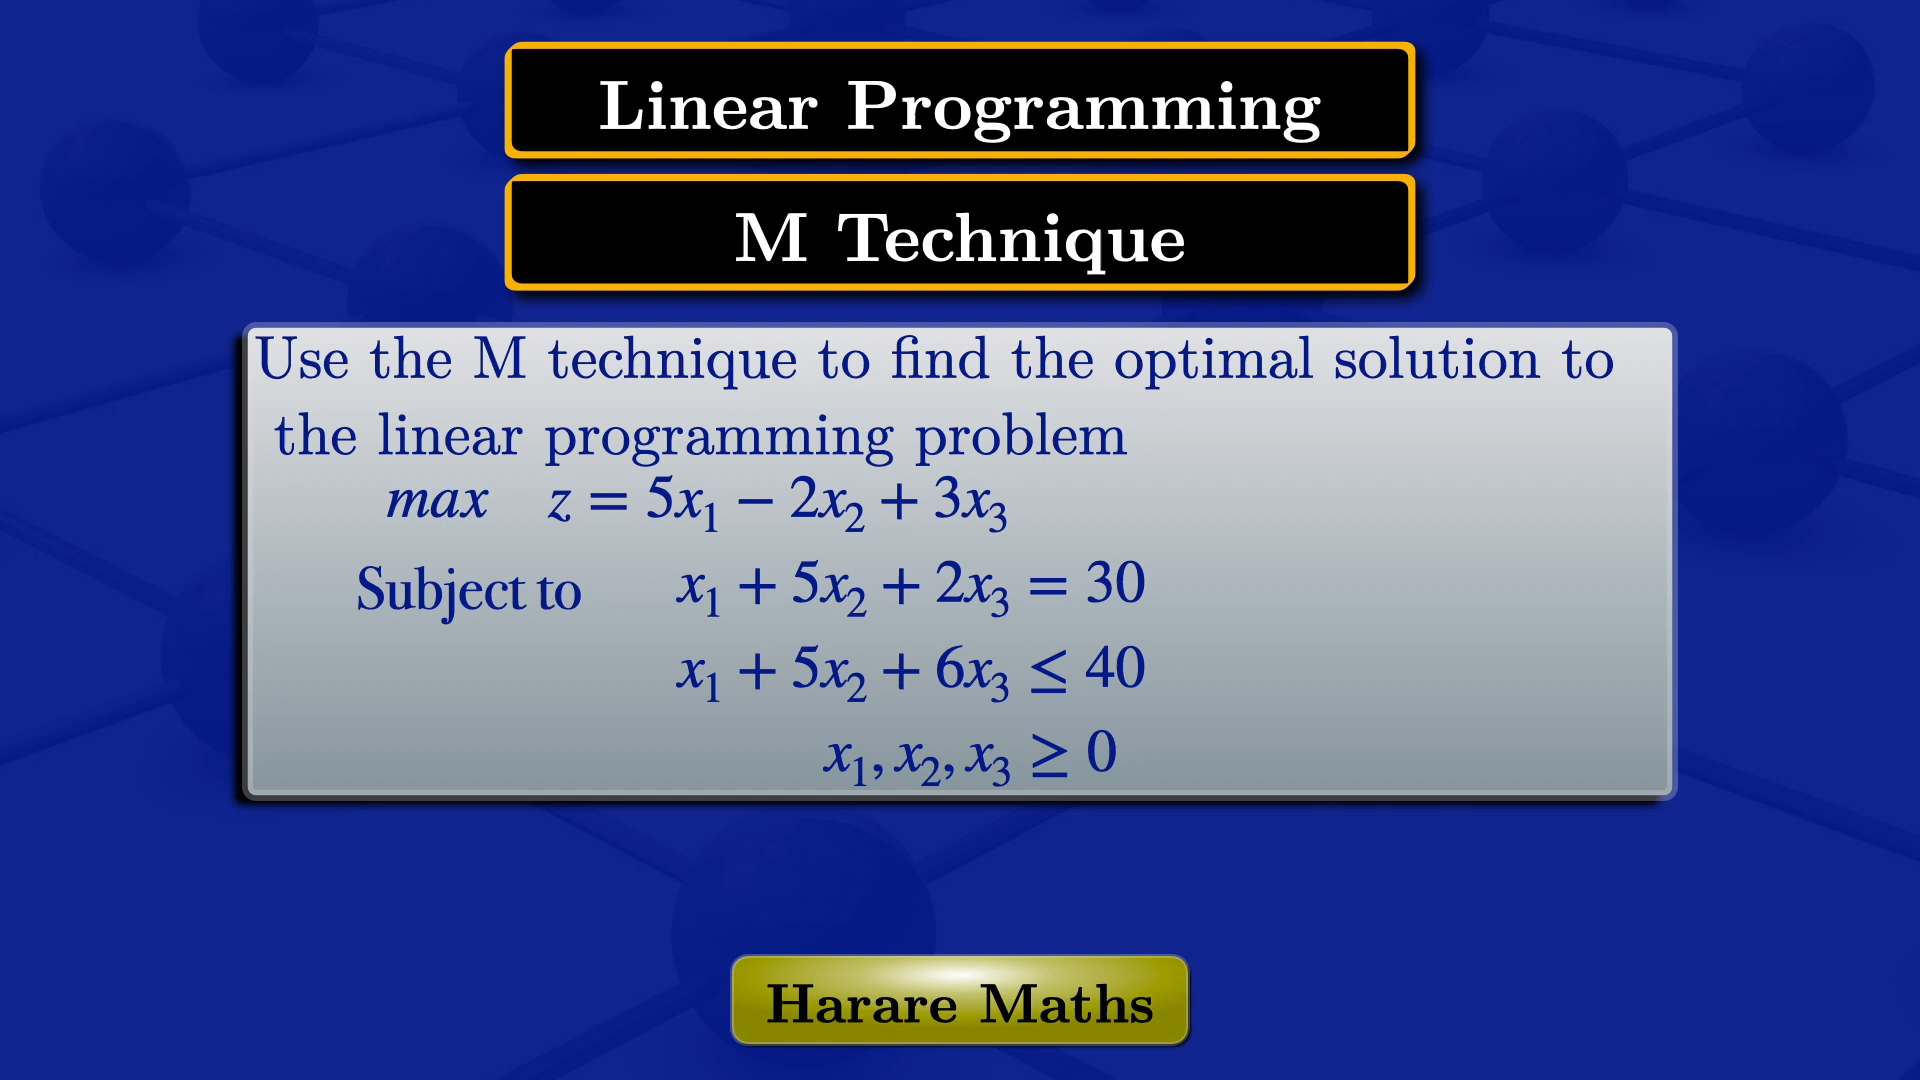 Linear Programming
M Technique
Use the M technique to find the optimal solution to
the linear programming problem
max z = 5x₁ − 2x₂ + 3x₃
Subject to x₁ + 5x₂ + 2x₃ = 30
x₁ + 5x₂ + 6x₃ ≤ 40
x₁, x₂, x₃ ≥ 0
Harare Maths